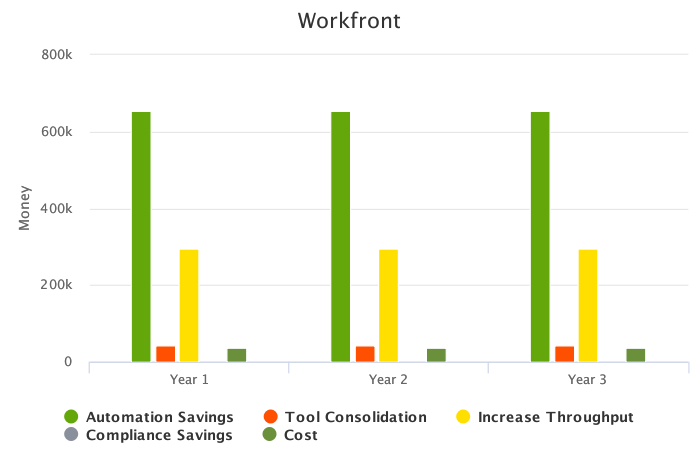 Workfront
800k
600k
400k
200k
0
Money
Year 1 Year 2 Year 3
Automation Savings Tool Consolidation Increase Throughput
Compliance Savings Cost